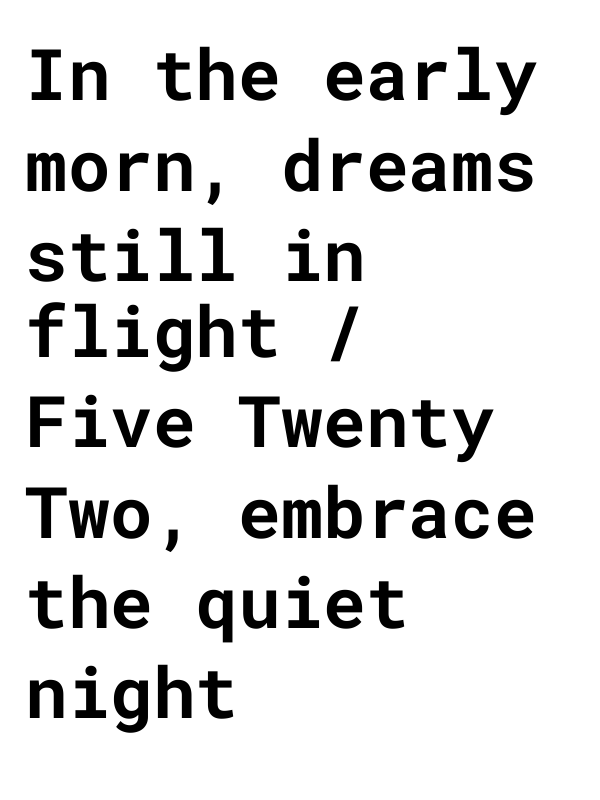 In the early
morn, dreams
still in
flight /
Five Twenty
Two, embrace
the quiet
night